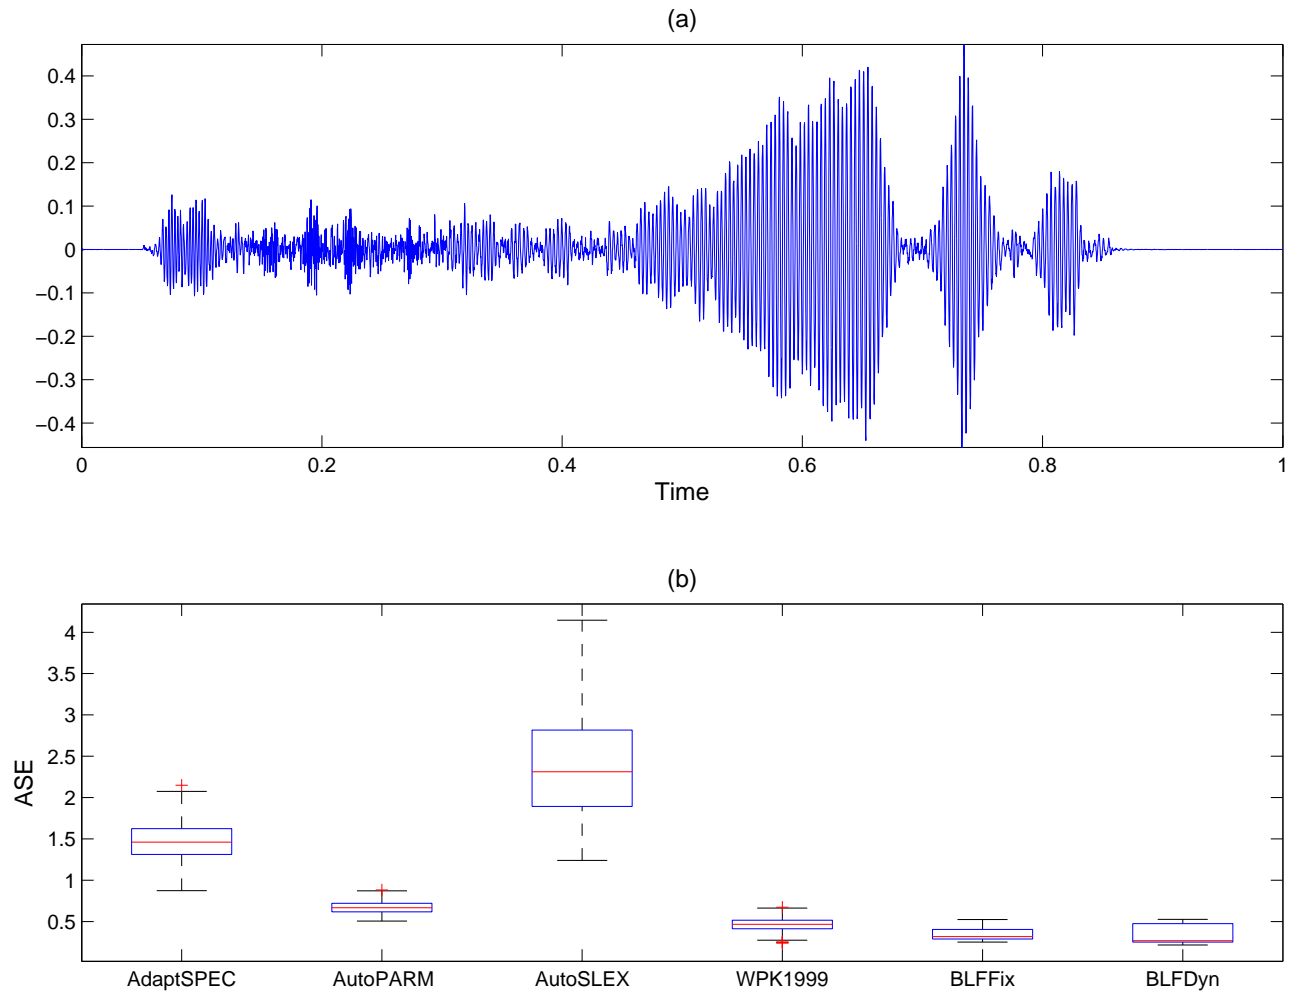 (a)
0.4
0.3
0.2
0.1
0
−0.1
−0.2
−0.3
−0.4
0 0.2 0.4 0.6 0.8 1
Time
(b)
4
3.5
3
2.5
2
1.5
1
0.5
ASE
AdaptSPEC AutoPARM AutoSLEX WPK1999 BLFFix BLFDyn